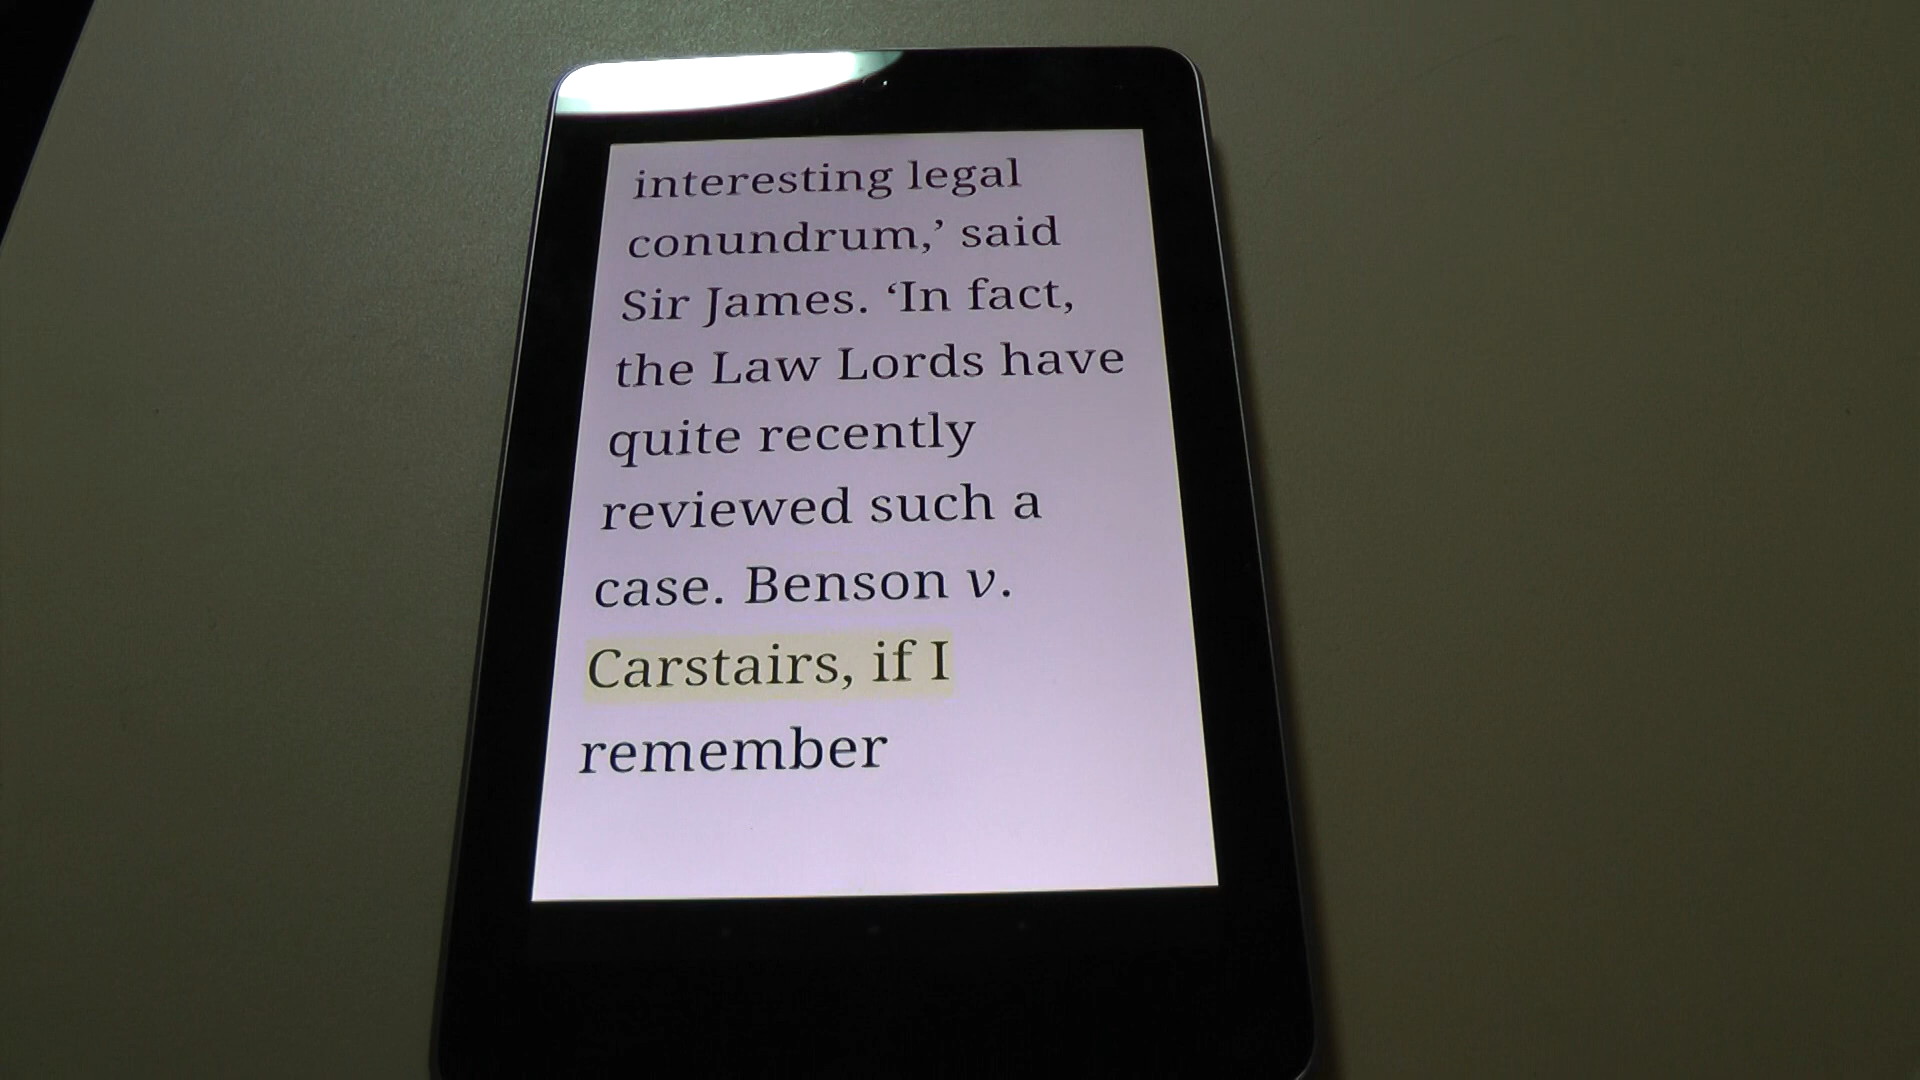 interesting legal
conundrum,’ said
Sir James. ‘In fact,
the Law Lords have
quite recently
reviewed such a
case. Benson v.
Carstairs, if I
remember